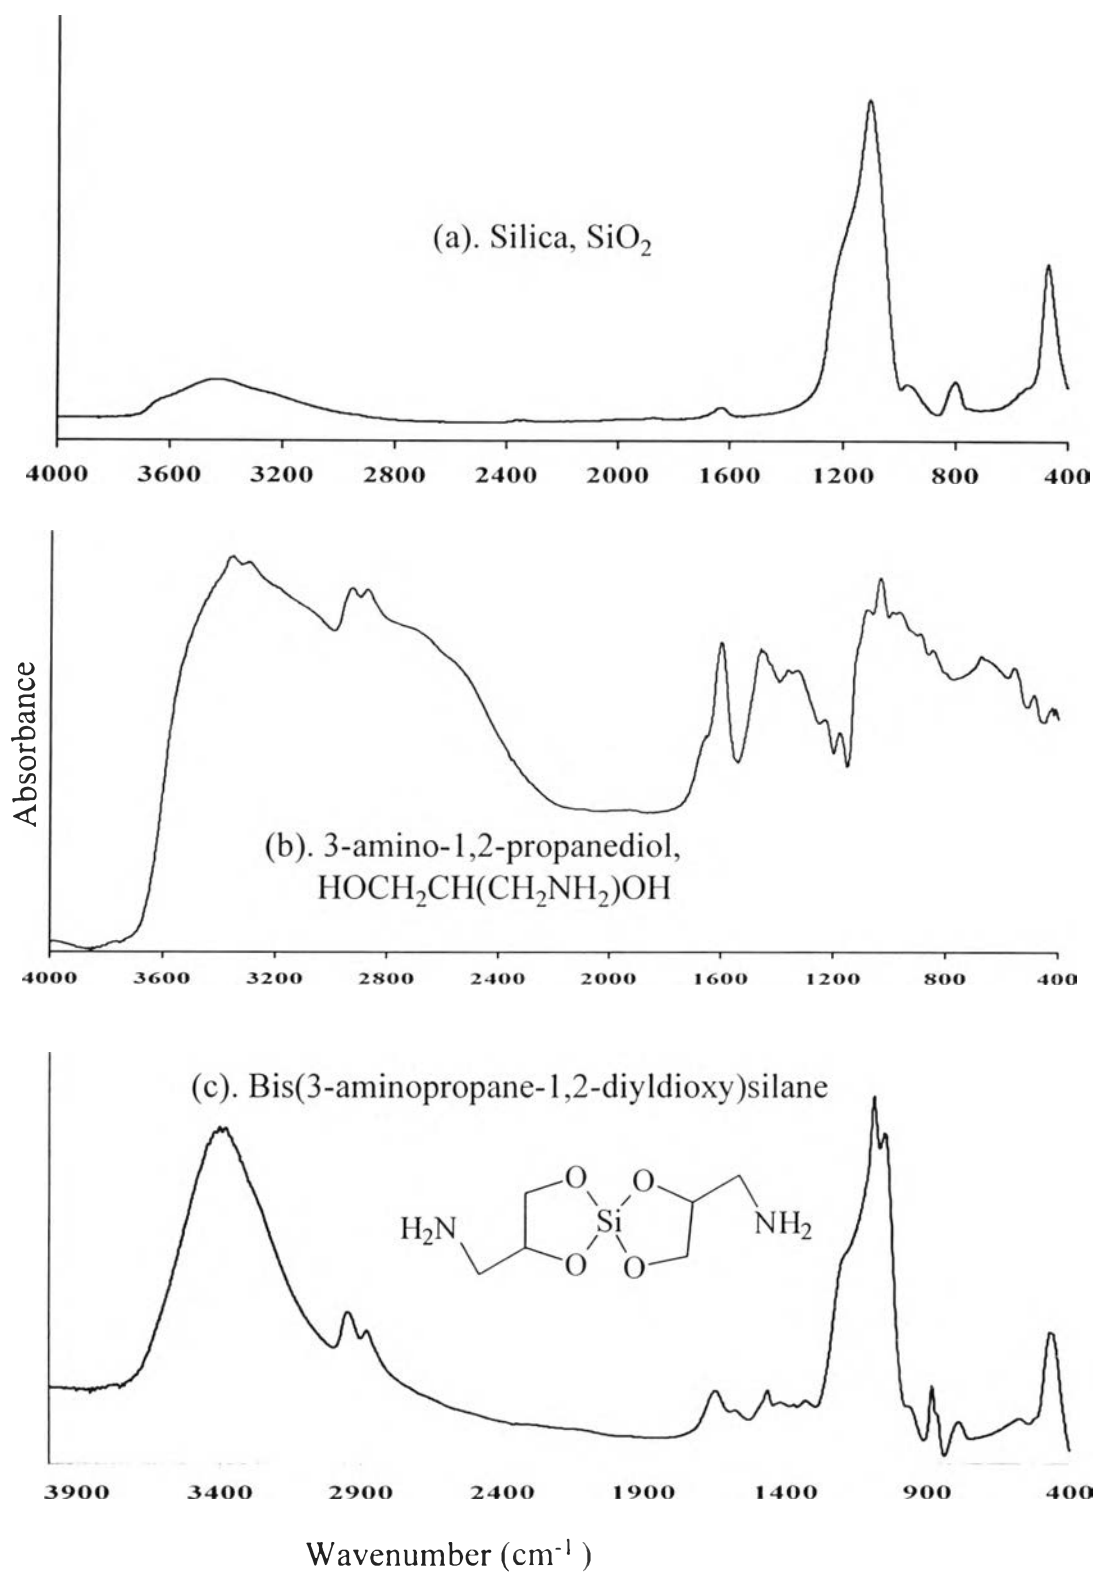 (a). Silica, SiO₂
4000 3600 3200 2800 2400 2000 1600 1200 800 400
Absorbance
(b). 3-amino-1,2-propanediol,
HOCH₂CH(CH₂NH₂)OH
4000 3600 3200 2800 2400 2000 1600 1200 800 400
(c). Bis(3-aminopropane-1,2-diyldioxy)silane
O O
H₂N Si NH₂
O O
3900 3400 2900 2400 1900 1400 900 400
Wavenumber (cm⁻¹ )